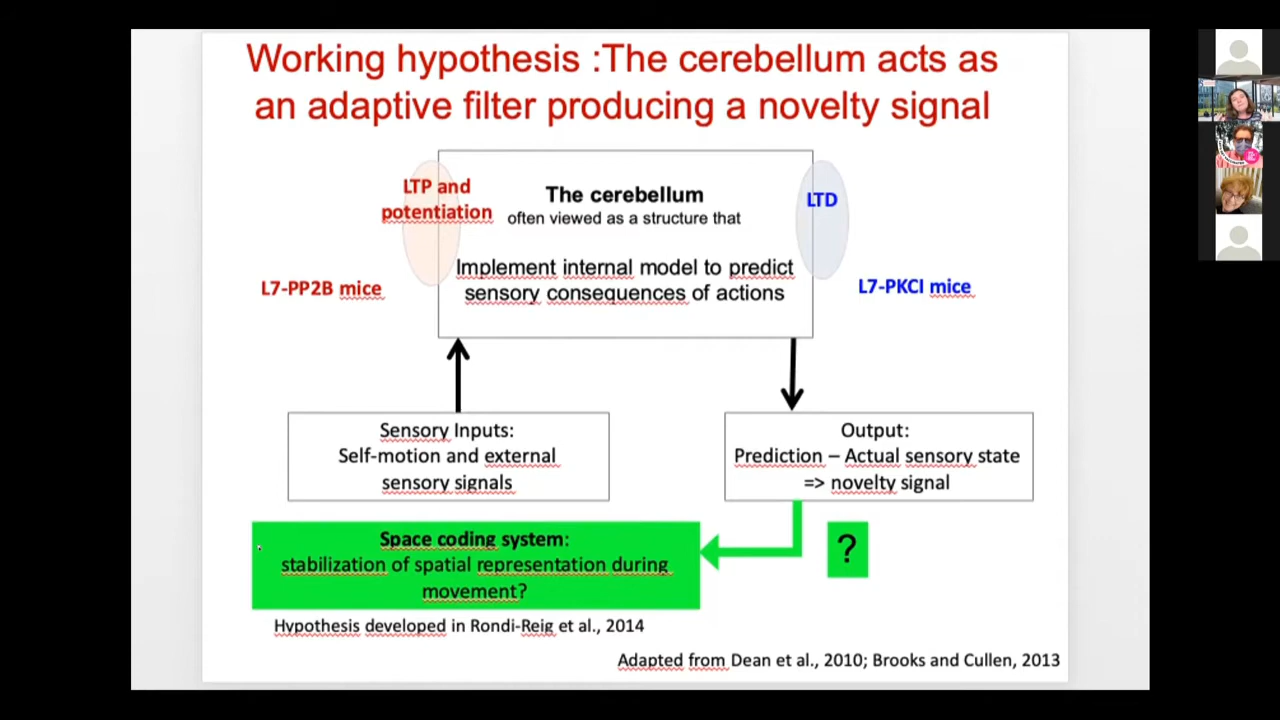 Working hypothesis :The cerebellum acts as
an adaptive filter producing a novelty signal
LTP and
potentiation
The cerebellum
often viewed as a structure that
LTD
Implement internal model to predict
sensory consequences of actions
L7-PP2B mice
L7-PKCI mice
Sensory Inputs:
Self-motion and external
sensory signals
Output:
Prediction – Actual sensory state
=> novelty signal
Space coding system:
stabilization of spatial representation during
movement?
?
Hypothesis developed in Rondi-Reig et al., 2014
Adapted from Dean et al., 2010; Brooks and Cullen, 2013